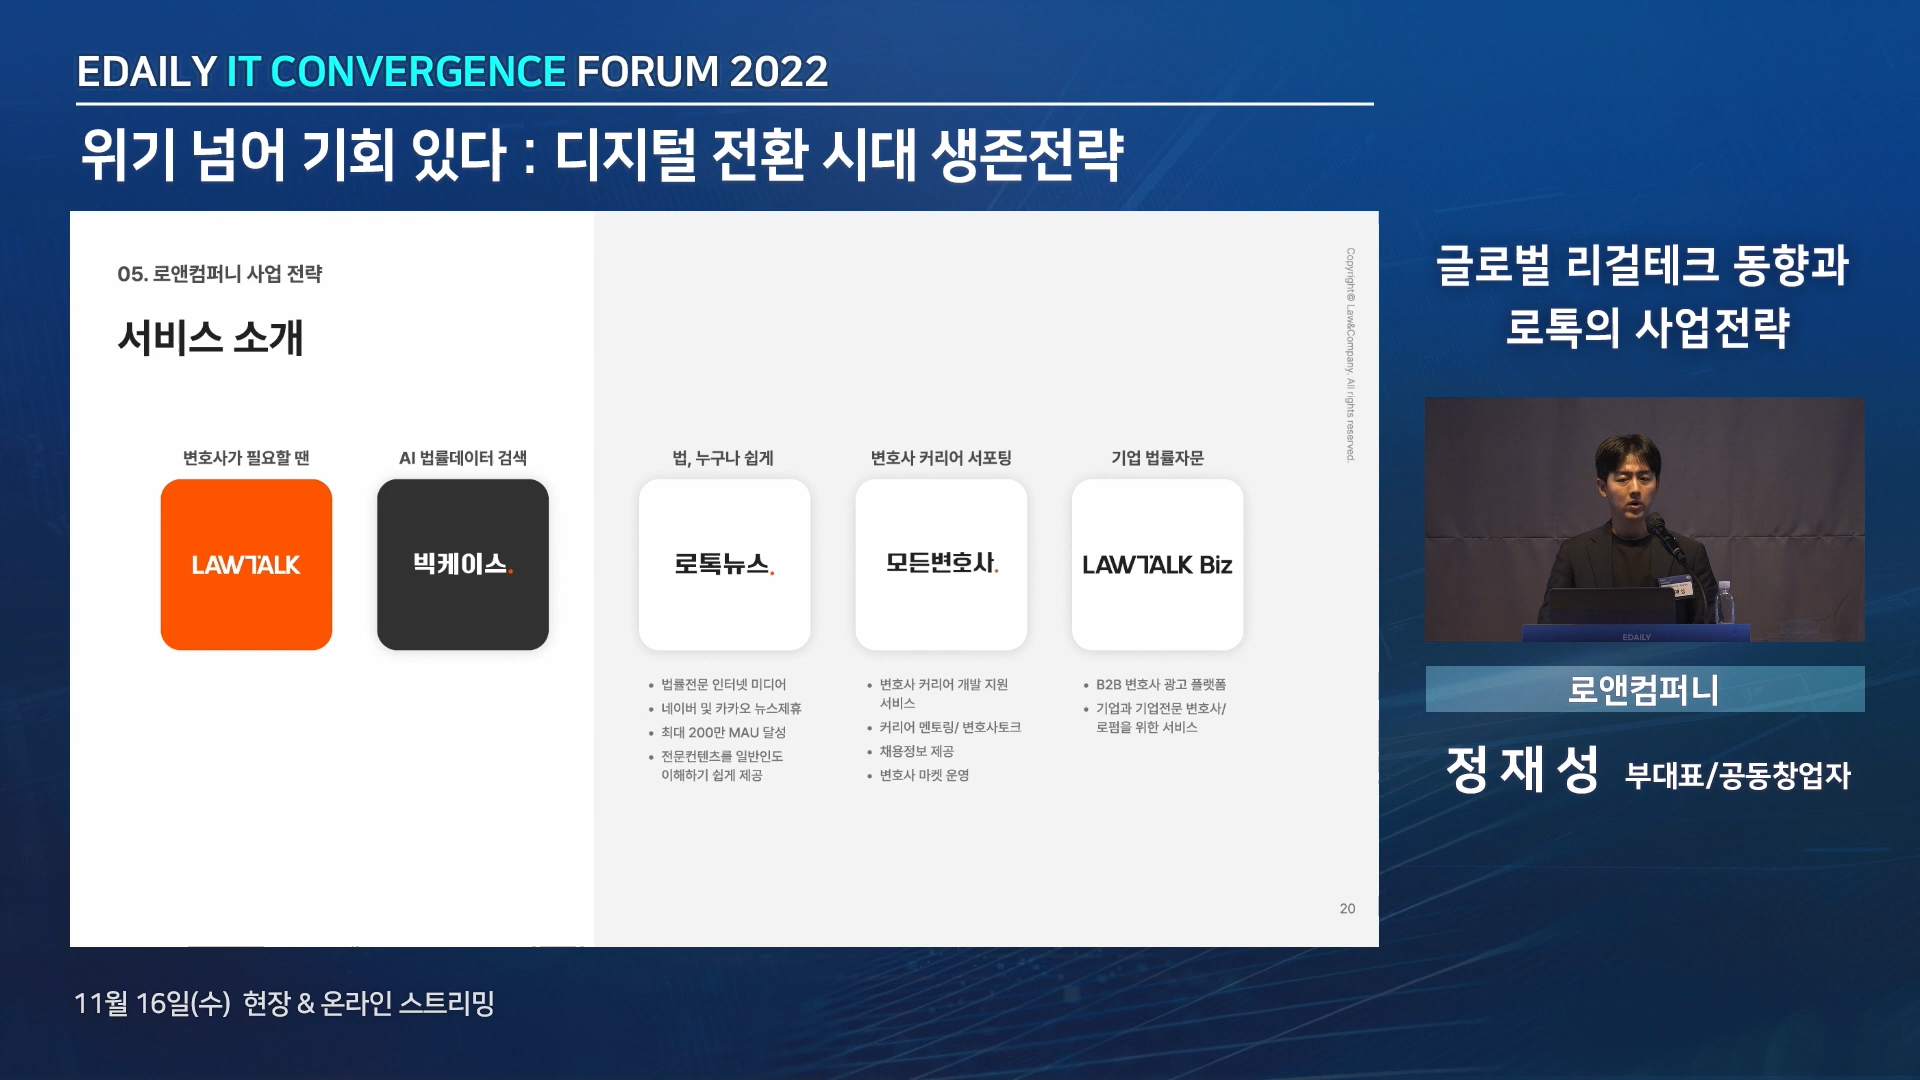 EDAILY IT CONVERGENCE FORUM 2022
위기 넘어 기회 있다 : 디지털 전환 시대 생존전략
05. 로앤컴퍼니 사업 전략
서비스 소개
변호사가 필요할 땐
LAWTALK
AI 법률데이터 검색
빅케이스.
법, 누구나 쉽게
로톡뉴스.
• 법률전문 인터넷 미디어
• 네이버 및 카카오 뉴스제휴
• 최대 200만 MAU 달성
• 전문컨텐츠를 일반인도
이해하기 쉽게 제공
변호사 커리어 서포팅
모든변호사.
• 변호사 커리어 개발 지원
서비스
• 커리어 멘토링/ 변호사토크
• 채용정보 제공
• 변호사 마켓 운영
기업 법률자문
LAWTALK Biz
• B2B 변호사 광고 플랫폼
• 기업과 기업전문 변호사/
로펌을 위한 서비스
Copyright© Law&Company. All rights reserved.
20
글로벌 리걸테크 동향과
로톡의 사업전략
EDAILY
로앤컴퍼니
정재성 부대표/공동창업자
11월 16일(수) 현장 & 온라인 스트리밍